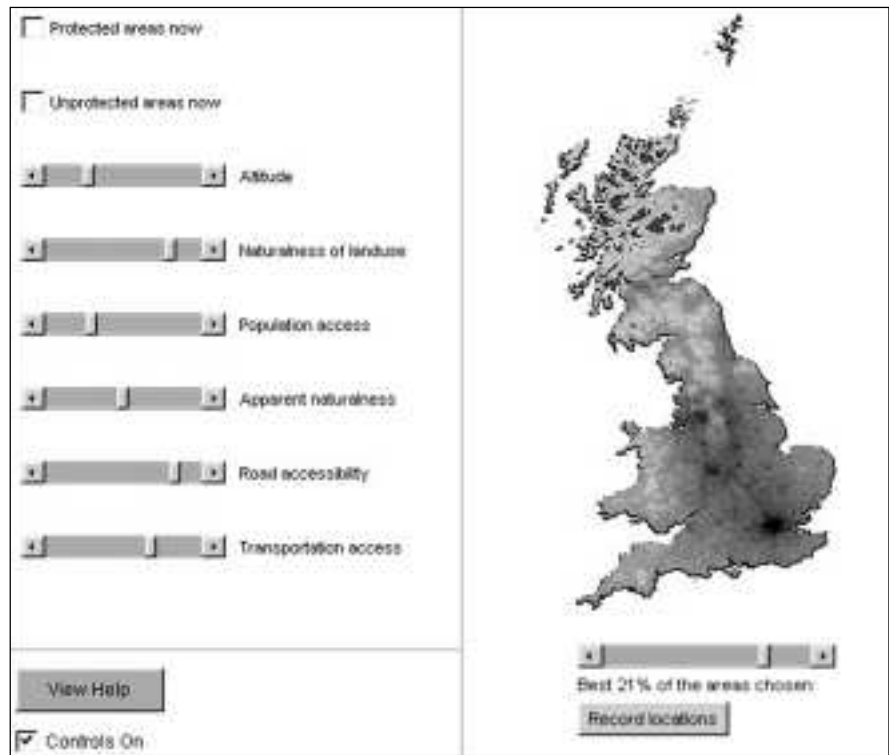 Protected areas now
Unprotected areas now
Altitude
Naturalness of landuse
Population access
Apparent naturalness
Road accessibility
Transportation access
View Help
Controls On
Best 21% of the areas chosen:
Record locations